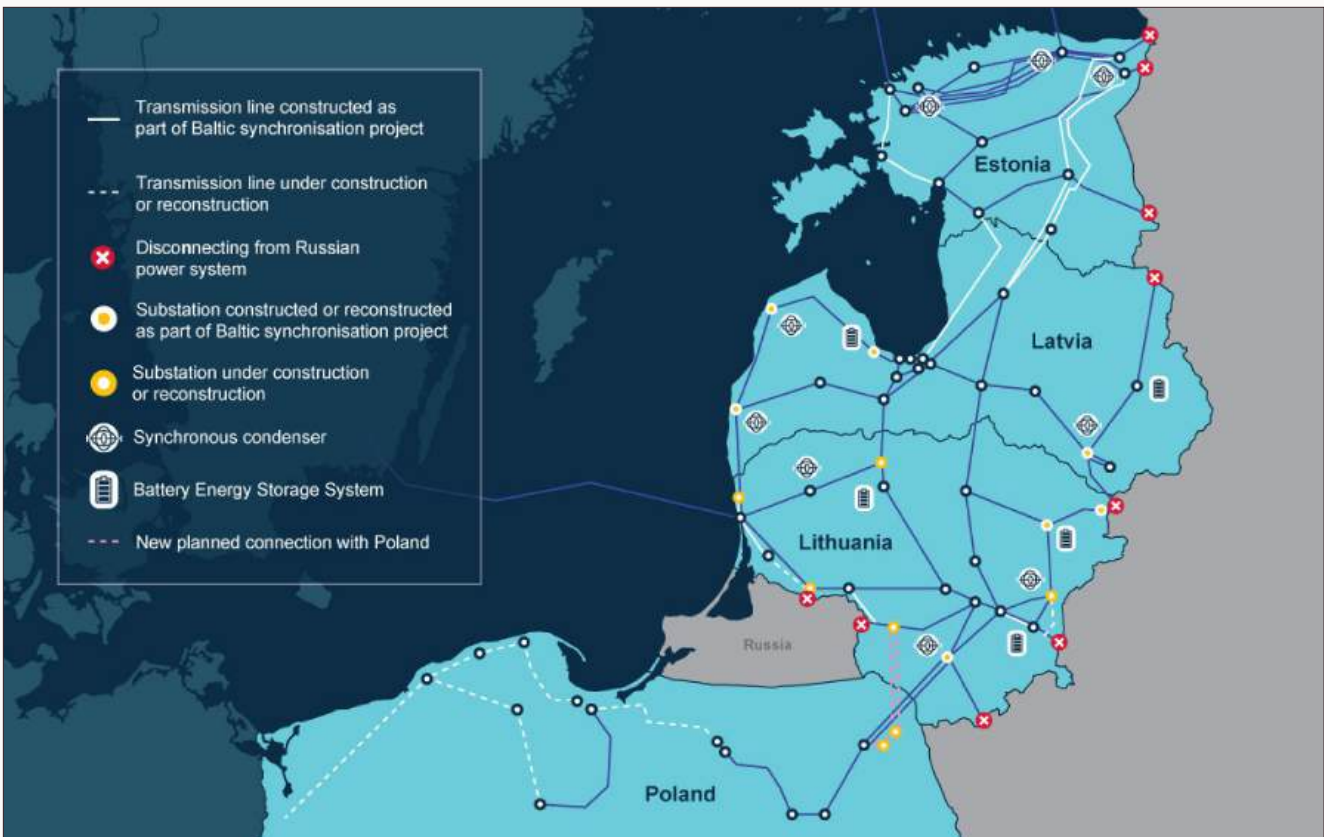 Transmission line constructed as
part of Baltic synchronisation project
Transmission line under construction
or reconstruction
Disconnecting from Russian
power system
Substation constructed or reconstructed
as part of Baltic synchronisation project
Substation under construction
or reconstruction
Synchronous condenser
Battery Energy Storage System
New planned connection with Poland
Estonia
Latvia
Lithuania
Russia
Poland